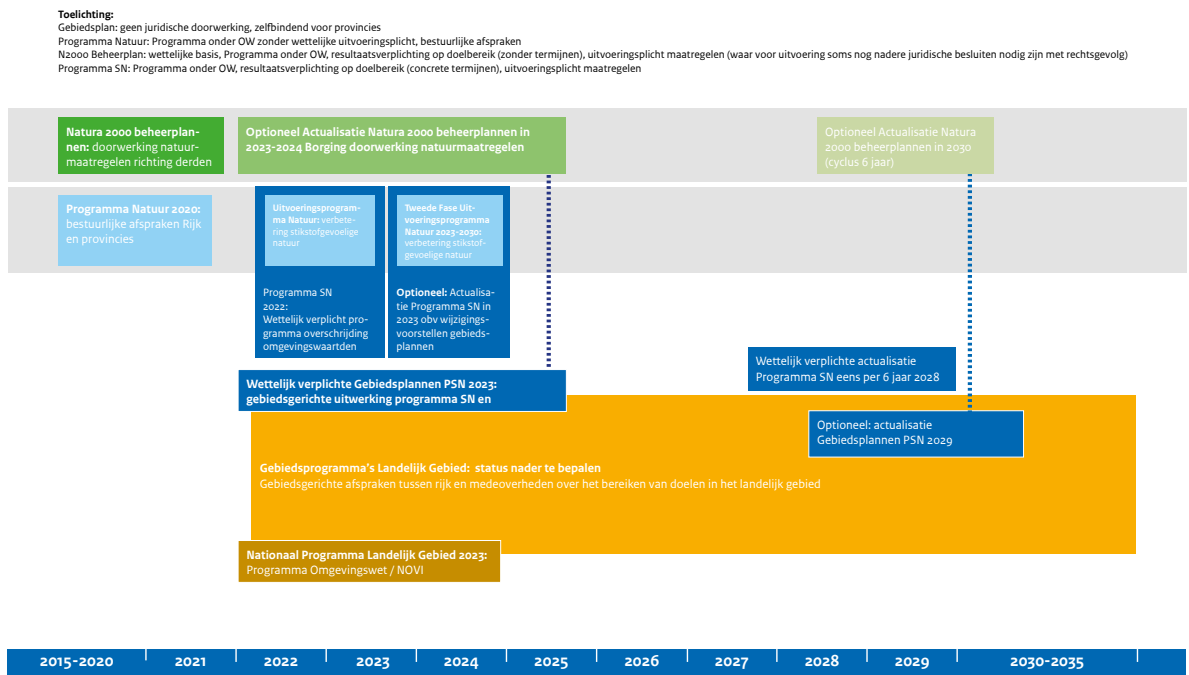 Toelichting:
Gebiedsplan: geen juridische doorwerking, zelfbindend voor provincies
Programma Natuur: Programma onder OW zonder wettelijke uitvoeringsplicht, bestuurlijke afspraken
N2000 Beheerplan: wettelijke basis, Programma onder OW, resultaatsverplichting op doelbereik (zonder termijnen), uitvoeringsplicht maatregelen (waar voor uitvoering soms nog nadere juridische besluiten nodig zijn met rechtsgevolg)
Programma SN: Programma onder OW, resultaatsverplichting op doelbereik (concrete termijnen), uitvoeringsplicht maatregelen
Natura 2000 beheerplan-
nen: doorwerking natuur-
maatregelen richting derden
Optioneel Actualisatie Natura 2000 beheerplannen in
2023-2024 Borging doorwerking natuurmaatregelen
Optioneel Actualisatie Natura
2000 beheerplannen in 2030
(cyclus 6 jaar)
Programma Natuur 2020:
bestuurlijke afspraken Rijk
en provincies
Uitvoeringsprogram-
ma Natuur: verbete-
ring stikstofgevoelige
natuur
Tweede Fase Uit-
voeringsprogramma
Natuur 2023-2030:
verbetering stikstof-
gevoelige natuur
Programma SN
2022:
Wettelijk verplicht pro-
gramma overschrijding
omgevingswaarden
Optioneel: Actualisa-
tie Programma SN in
2023 obv wijzigings-
voorstellen gebieds-
plannen
Wettelijk verplichte actualisatie
Programma SN eens per 6 jaar 2028
Wettelijk verplichte Gebiedsplannen PSN 2023:
gebiedsgerichte uitwerking programma SN en
Optioneel: actualisatie
Gebiedsplannen PSN 2029
Gebiedsprogramma's Landelijk Gebied: status nader te bepalen
Gebiedsgerichte afspraken tussen rijk en medeoverheden over het bereiken van doelen in het landelijk gebied
Nationaal Programma Landelijk Gebied 2023:
Programma Omgevingswet / NOVI
2015-2020 2021 2022 2023 2024 2025 2026 2027 2028 2029 2030-2035